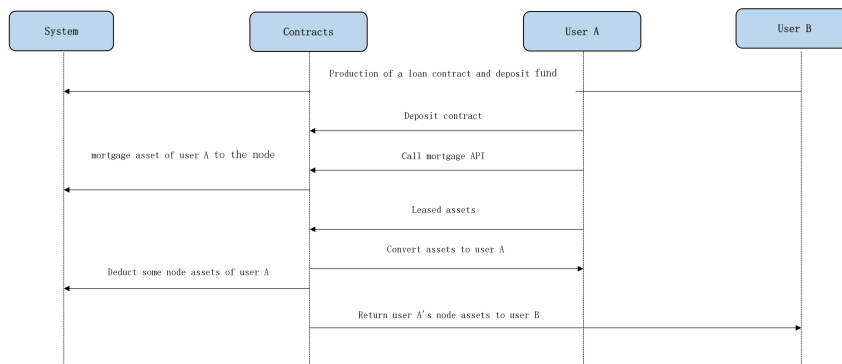 System
Contracts
User A
User B
Production of a loan contract and deposit fund
Deposit contract
mortgage asset of user A to the node
Call mortgage API
Leased assets
Convert assets to user A
Deduct some node assets of user A
Return user A's node assets to user B